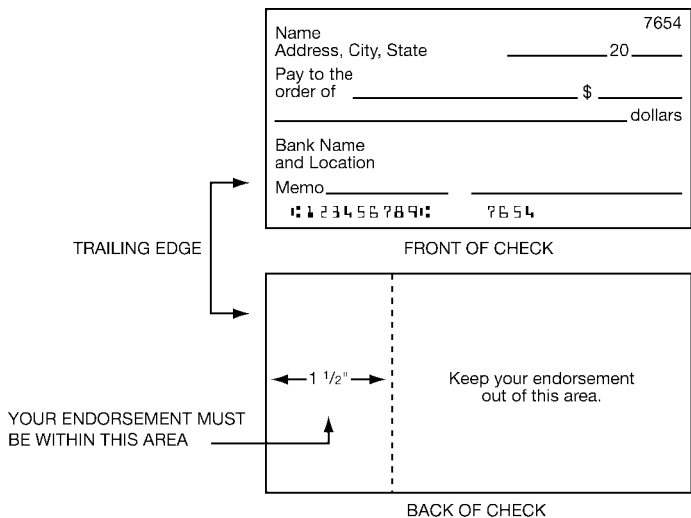 7654
Name
Address, City, State 20
Pay to the
order of $
dollars
Bank Name
and Location
Memo
⑆123456789⑆ 7654
TRAILING EDGE
FRONT OF CHECK
1 1/2"
Keep your endorsement
out of this area.
YOUR ENDORSEMENT MUST
BE WITHIN THIS AREA
BACK OF CHECK